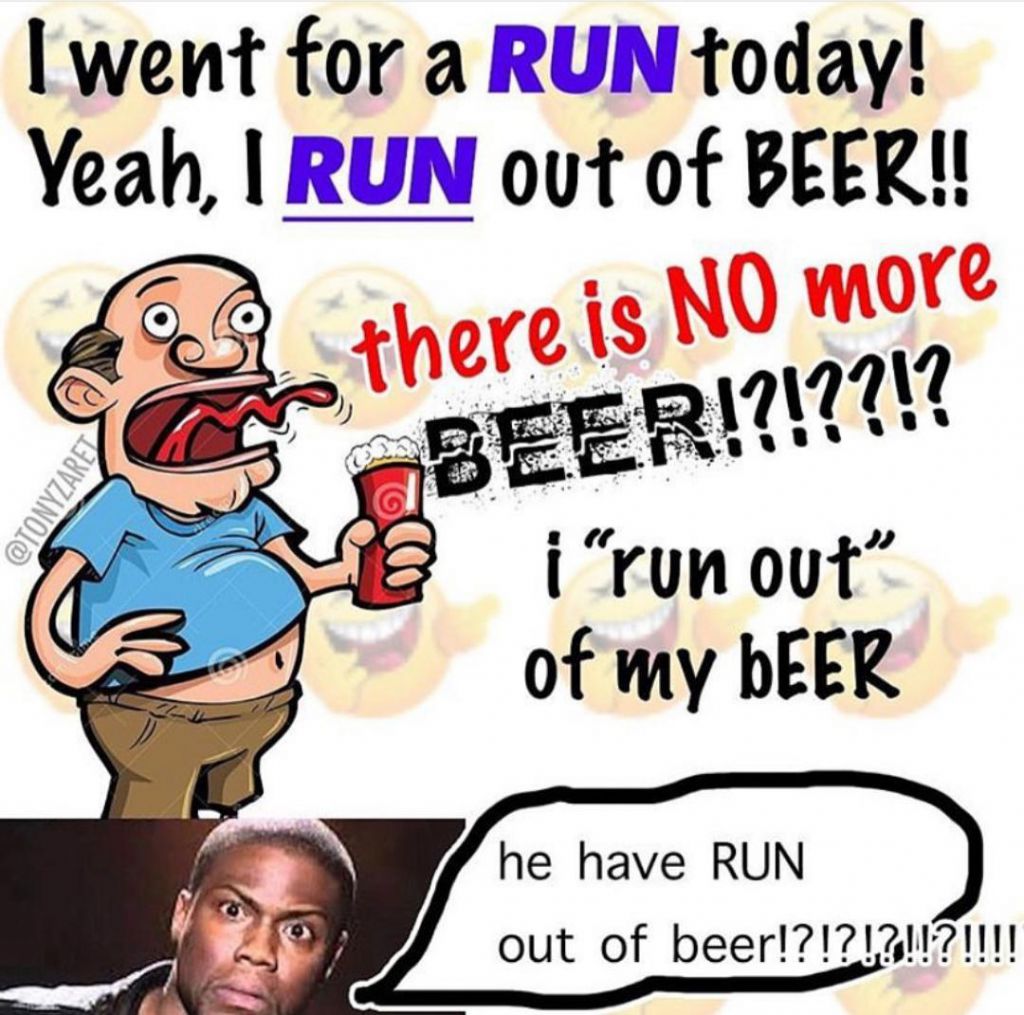 I went for a RUN today!
Yeah, I RUN out of BEER!!
there is NO more
BEER!?!??!?
@TONYZARET
i “run out”
of my bEER
he have RUN
out of beer!?!?!?!!?!!!!